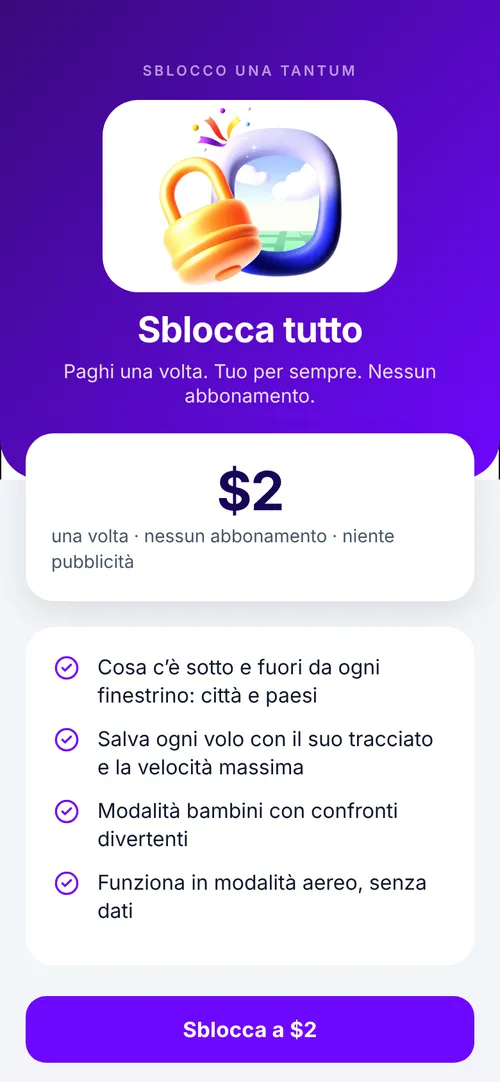 SBLOCCO UNA TANTUM
Sblocca tutto
Paghi una volta. Tuo per sempre. Nessun
abbonamento.
$2
una volta · nessun abbonamento · niente
pubblicità
Cosa c’è sotto e fuori da ogni
finestrino: città e paesi
Salva ogni volo con il suo tracciato
e la velocità massima
Modalità bambini con confronti
divertenti
Funziona in modalità aereo, senza
dati
Sblocca a $2